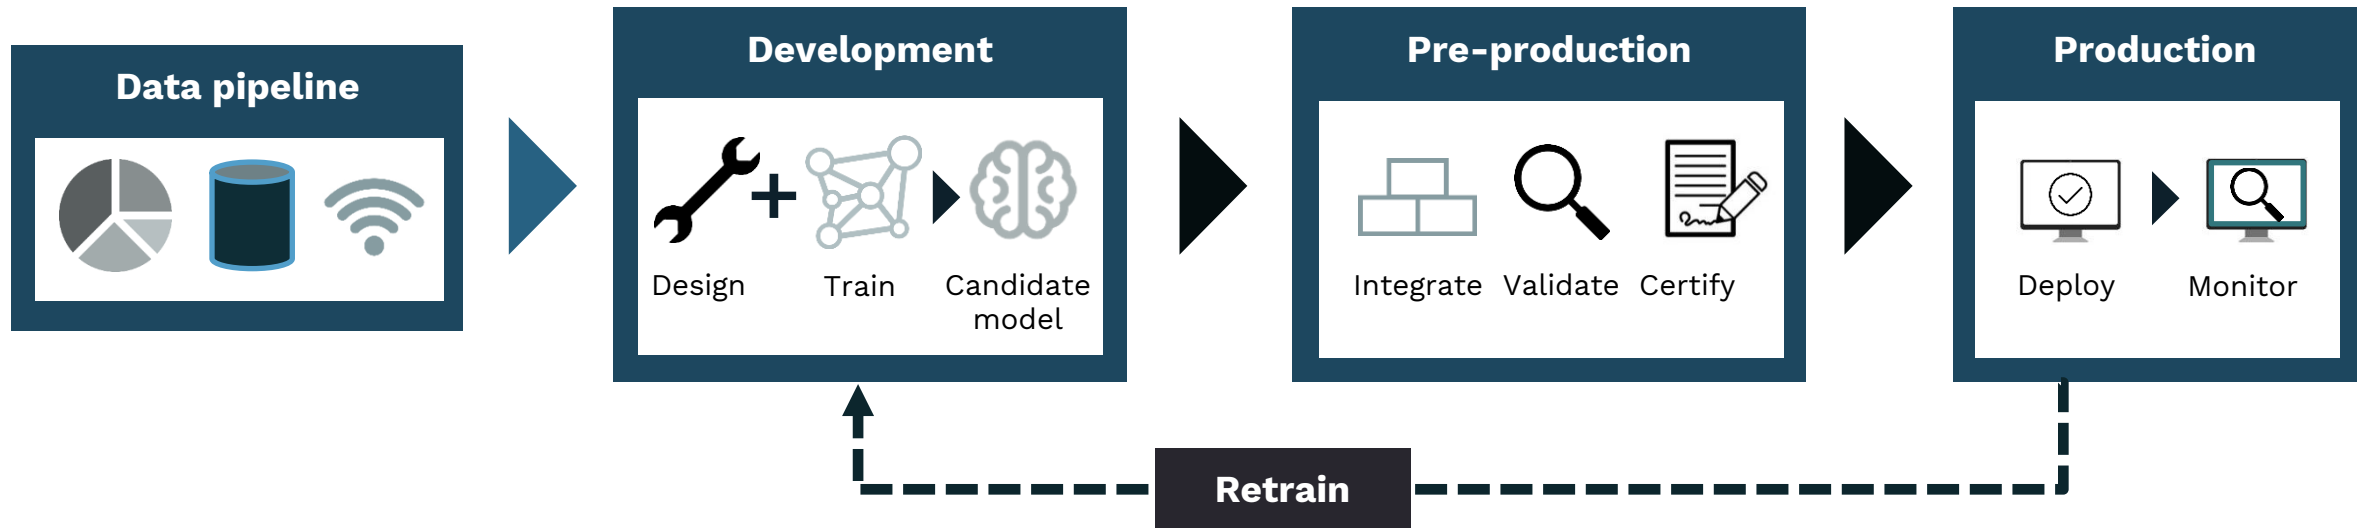 Data pipeline
Development
Design
Train
Candidate
model
Pre-production
Integrate
Validate
Certify
Production
Deploy
Monitor
Retrain